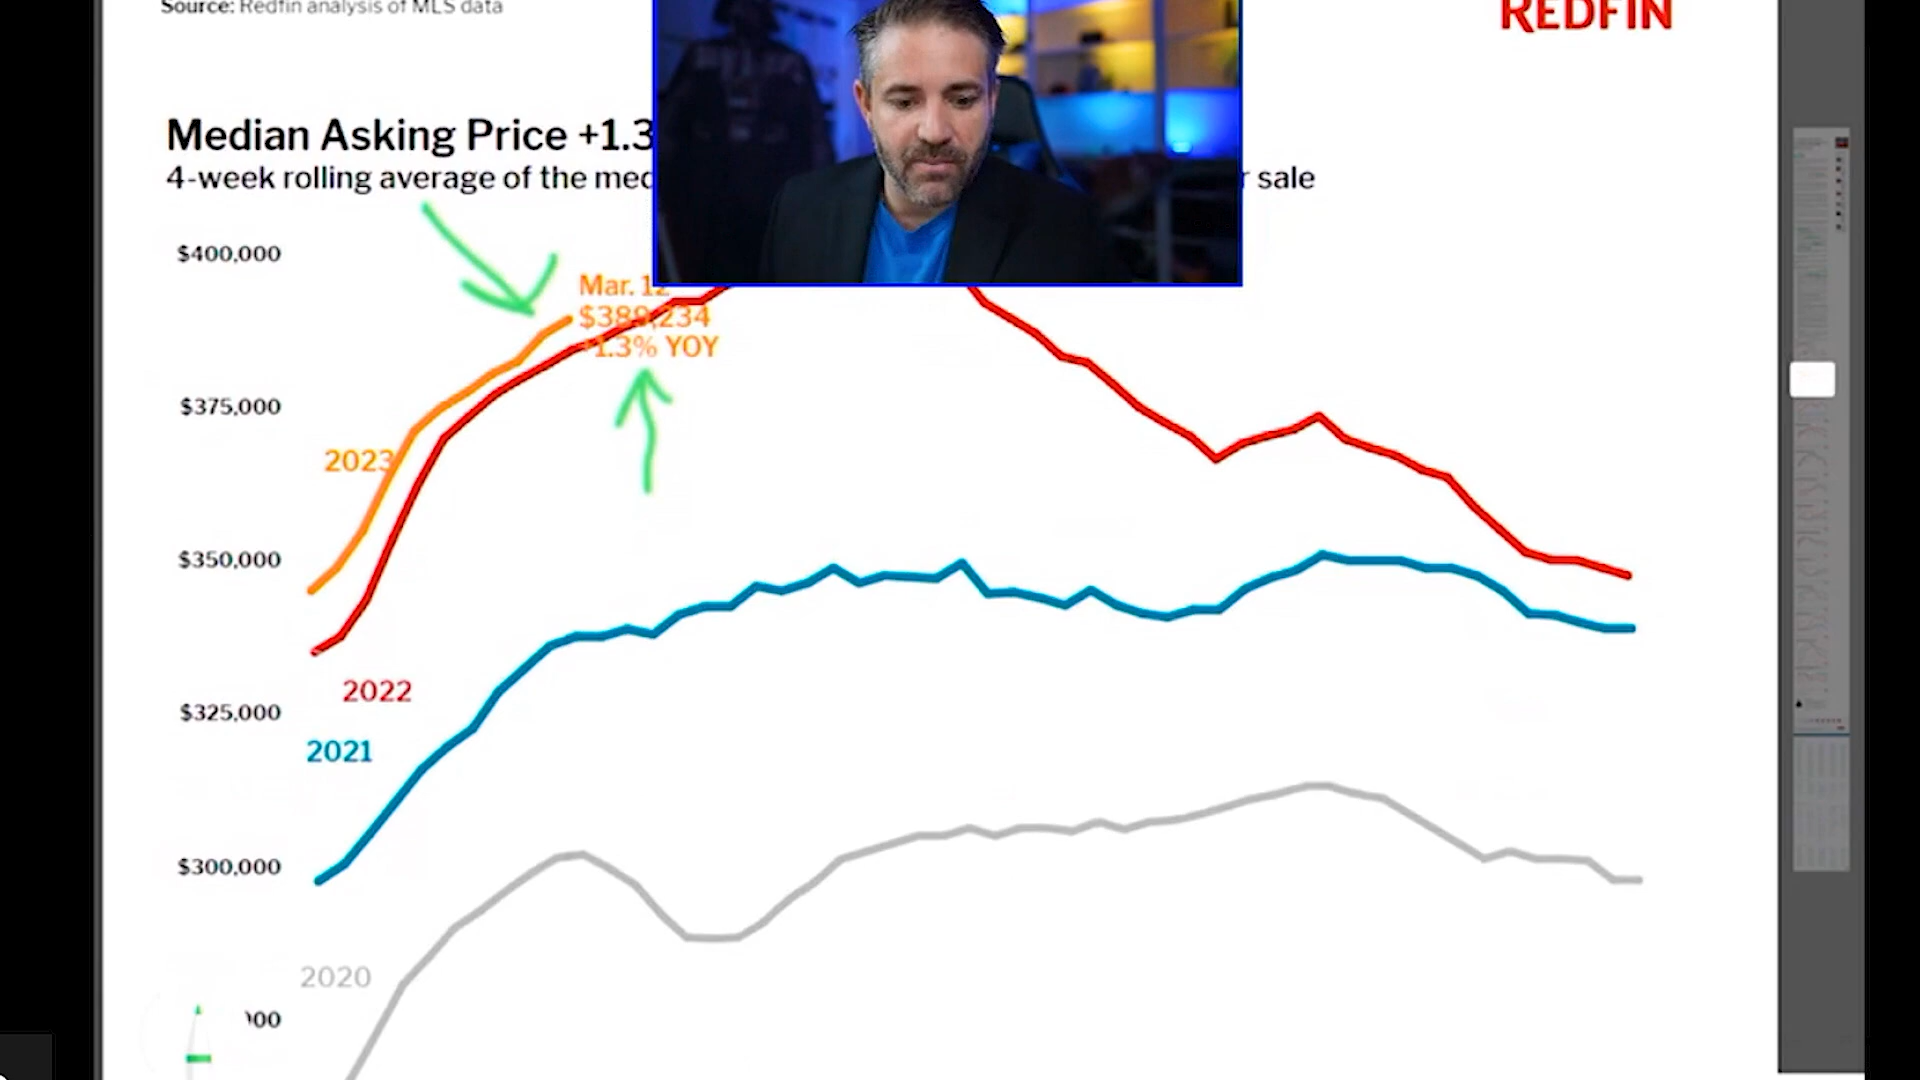 Source: Redfin analysis of MLS data
REDFIN
Median Asking Price +1.3
4-week rolling average of the sale
$400,000
Mar. 12
$389,234
+1.3% YOY
$375,000
2023
$350,000
2022
$325,000
2021
$300,000
2020